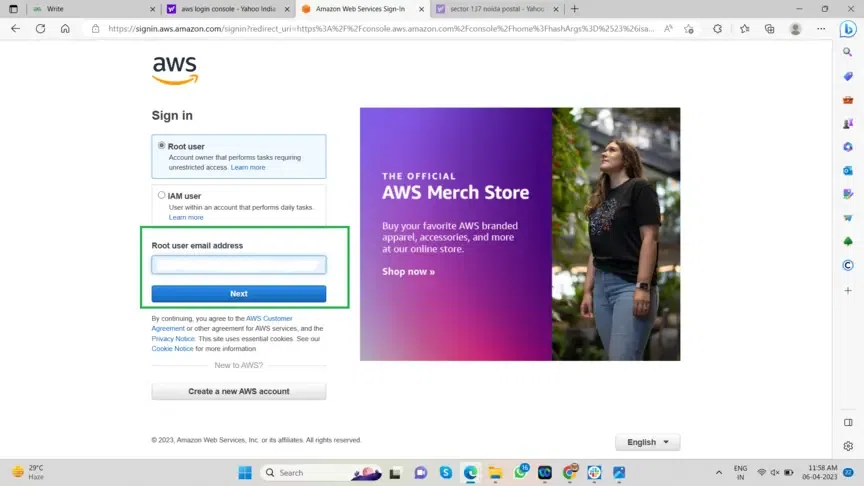 Write
aws login console - Yahoo India
Amazon Web Services Sign-In
sector 137 noida postal - Yahoo
https://signin.aws.amazon.com/signin?redirect_uri=https%3A%2F%2Fconsole.aws.amazon.com%2Fconsole%2Fhome%3FhashArgs%3D%2523%26isa...
aws
Sign in
Root user
Account owner that performs tasks requiring
unrestricted access. Learn more
IAM user
User within an account that performs daily tasks.
Learn more
Root user email address
Next
By continuing, you agree to the AWS Customer
Agreement or other agreement for AWS services, and the
Privacy Notice. This site uses essential cookies. See our
Cookie Notice for more information
New to AWS?
Create a new AWS account
THE OFFICIAL
AWS Merch Store
Buy your favorite AWS branded
apparel, accessories, and more
at our online store.
Shop now »
© 2023, Amazon Web Services, Inc. or its affiliates. All rights reserved.
English
29°C
Haze
Search
ENG
IN
11:58 AM
06-04-2023